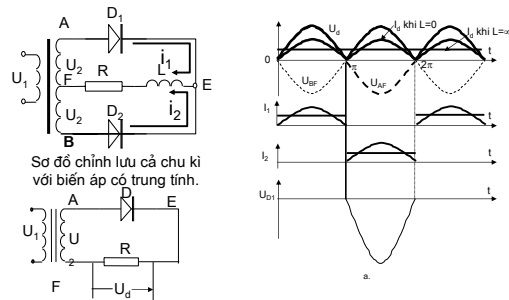 A
D1
U1
U2
F
R
L
i1
E
i2
U2
B
D2
Sơ đồ chỉnh lưu cả chu kì
với biến áp có trung tính.
A
D
E
U1
U
2
R
F
Ud
Ud
Id khi L=0
Id khi L=∞
0
π
2π
t
UBF
UAF
I1
t
I2
t
UD1
t
a.